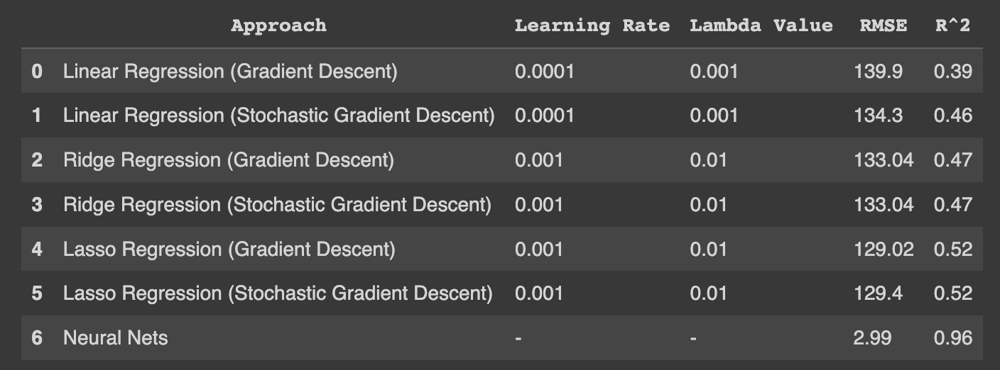 Approach Learning Rate Lambda Value RMSE R^2
0 Linear Regression (Gradient Descent) 0.0001 0.001 139.9 0.39
1 Linear Regression (Stochastic Gradient Descent) 0.0001 0.001 134.3 0.46
2 Ridge Regression (Gradient Descent) 0.001 0.01 133.04 0.47
3 Ridge Regression (Stochastic Gradient Descent) 0.001 0.01 133.04 0.47
4 Lasso Regression (Gradient Descent) 0.001 0.01 129.02 0.52
5 Lasso Regression (Stochastic Gradient Descent) 0.001 0.01 129.4 0.52
6 Neural Nets - - 2.99 0.96